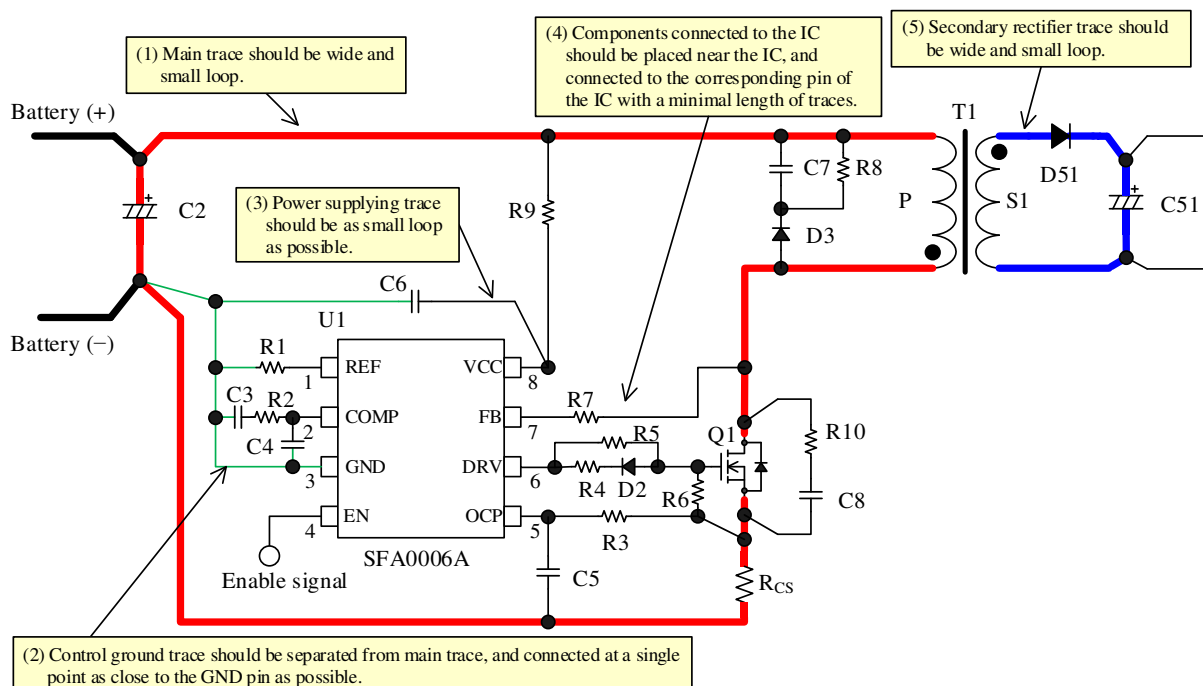 (1) Main trace should be wide and
small loop.
(4) Components connected to the IC
should be placed near the IC, and
connected to the corresponding pin of
the IC with a minimal length of traces.
(5) Secondary rectifier trace should
be wide and small loop.
Battery (+)
T1
C7
R8
D51
C2
(3) Power supplying trace
should be as small loop
as possible.
R9
P
S1
C51
D3
C6
U1
Battery (−)
R1
REF
VCC
1
8
C3
R2
COMP
FB
R7
2
7
C4
R5
Q1
R10
GND
DRV
3
6
R4
D2
R6
C8
EN
OCP
4
5
R3
SFA0006A
Enable signal
C5
RCS
(2) Control ground trace should be separated from main trace, and connected at a single
point as close to the GND pin as possible.